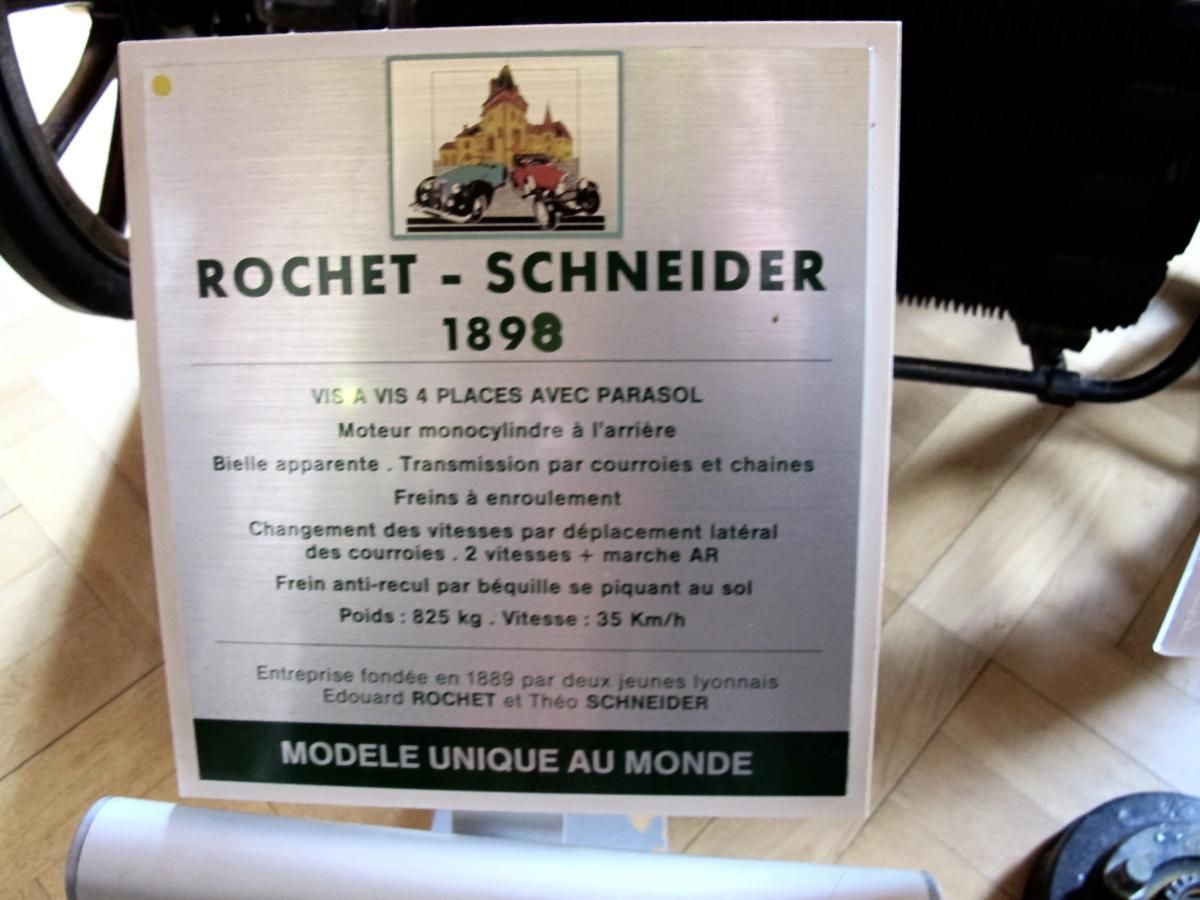 ROCHET - SCHNEIDER
1898
VIS A VIS 4 PLACES AVEC PARASOL
Moteur monocylindre à l'arrière
Bielle apparente . Transmission par courroies et chaines
Freins à enroulement
Changement des vitesses par déplacement latéral
des courroies . 2 vitesses + marche AR
Frein anti-recul par béquille se piquant au sol
Poids : 825 kg . Vitesse : 35 Km/h
Entreprise fondée en 1889 par deux jeunes lyonnais
Edouard ROCHET et Théo SCHNEIDER
MODELE UNIQUE AU MONDE